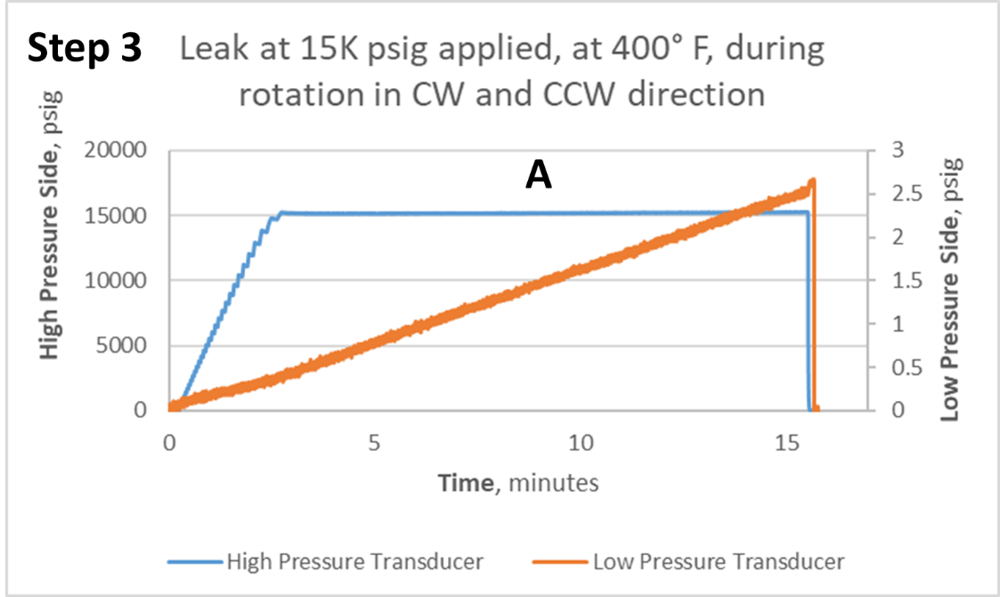 Step 3
Leak at 15K psig applied, at 400° F, during
rotation in CW and CCW direction
High Pressure Side, psig
20000
15000
10000
5000
0
A
3
2.5
2
1.5
1
0.5
0
Low Pressure Side, psig
0
5
10
15
Time, minutes
High Pressure Transducer
Low Pressure Transducer